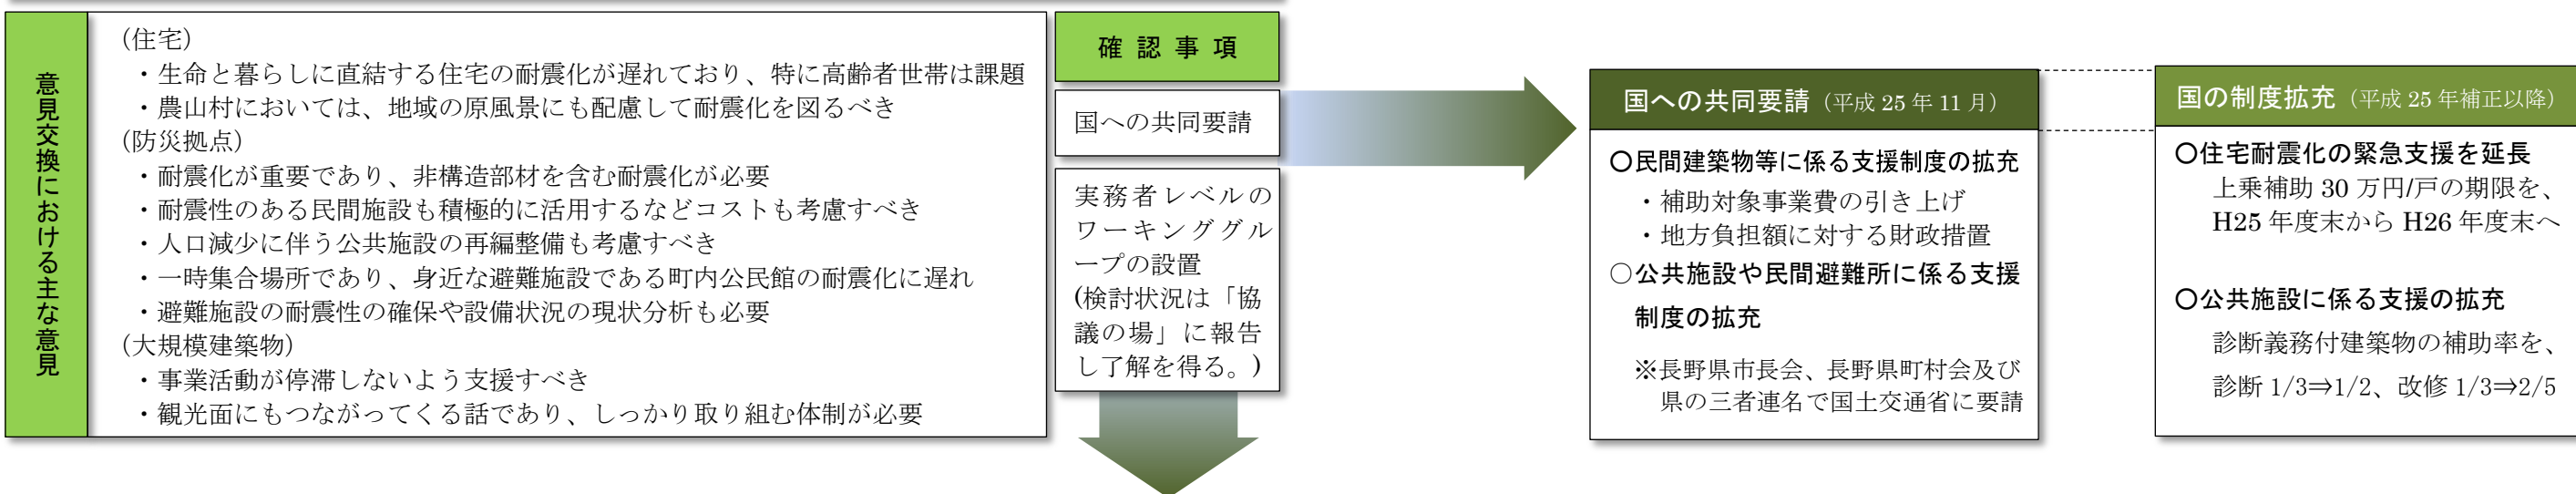 意見交換における主な意見
(住宅)
・生命と暮らしに直結する住宅の耐震化が遅れており、特に高齢者世帯は課題
・農山村においては、地域の原風景にも配慮して耐震化を図るべき
(防災拠点)
・耐震化が重要であり、非構造部材を含む耐震化が必要
・耐震性のある民間施設も積極的に活用するなどコストも考慮すべき
・人口減少に伴う公共施設の再編整備も考慮すべき
・一時集合場所であり、身近な避難施設である町内公民館の耐震化に遅れ
・避難施設の耐震性の確保や設備状況の現状分析も必要
(大規模建築物)
・事業活動が停滞しないよう支援すべき
・観光面にもつながってくる話であり、しっかり取り組む体制が必要
確認事項
国への共同要請
実務者レベルの
ワーキンググル
ープの設置
(検討状況は「協
議の場」に報告
し了解を得る。)
国への共同要請（平成 25 年 11 月）
〇民間建築物等に係る支援制度の拡充
・補助対象事業費の引き上げ
・地方負担額に対する財政措置
○公共施設や民間避難所に係る支援
制度の拡充
※長野県市長会、長野県町村会及び
県の三者連名で国土交通省に要請
国の制度拡充（平成 25 年補正以降）
〇住宅耐震化の緊急支援を延長
上乗補助 30 万円/戸の期限を、
H25 年度末から H26 年度末へ
〇公共施設に係る支援の拡充
診断義務付建築物の補助率を、
診断 1/3⇒1/2、改修 1/3⇒2/5